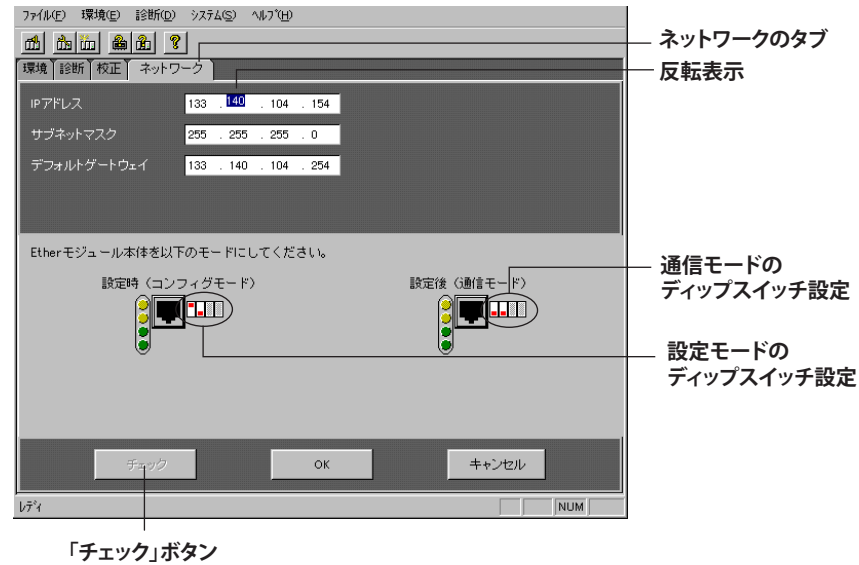 ファイル(F) 環境(E) 診断(D) システム(S) ヘルプ(H)
ネットワークのタブ
環境 診断 校正 ネットワーク
反転表示
IPアドレス 133 . 140 . 104 . 154
サブネットマスク 255 . 255 . 255 . 0
デフォルトゲートウェイ 133 . 140 . 104 . 254
Etherモジュール本体を以下のモードにしてください。
設定時（コンフィグモード） 設定後（通信モード）
通信モードの
ディップスイッチ設定
設定モードの
ディップスイッチ設定
チェック OK キャンセル
レディ NUM
「チェック」ボタン